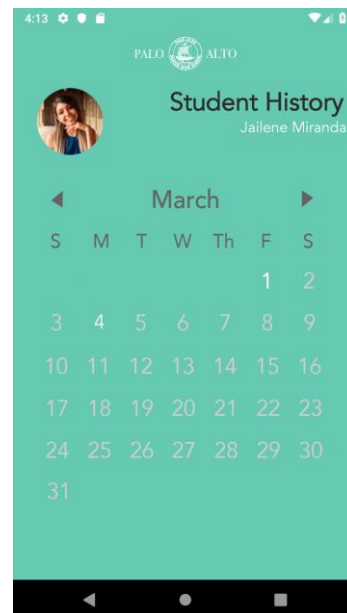 4:13
PALO ALTO
Student History
Jailene Miranda
March
S M T W Th F S
1 2
3 4 5 6 7 8 9
10 11 12 13 14 15 16
17 18 19 20 21 22 23
24 25 26 27 28 29 30
31